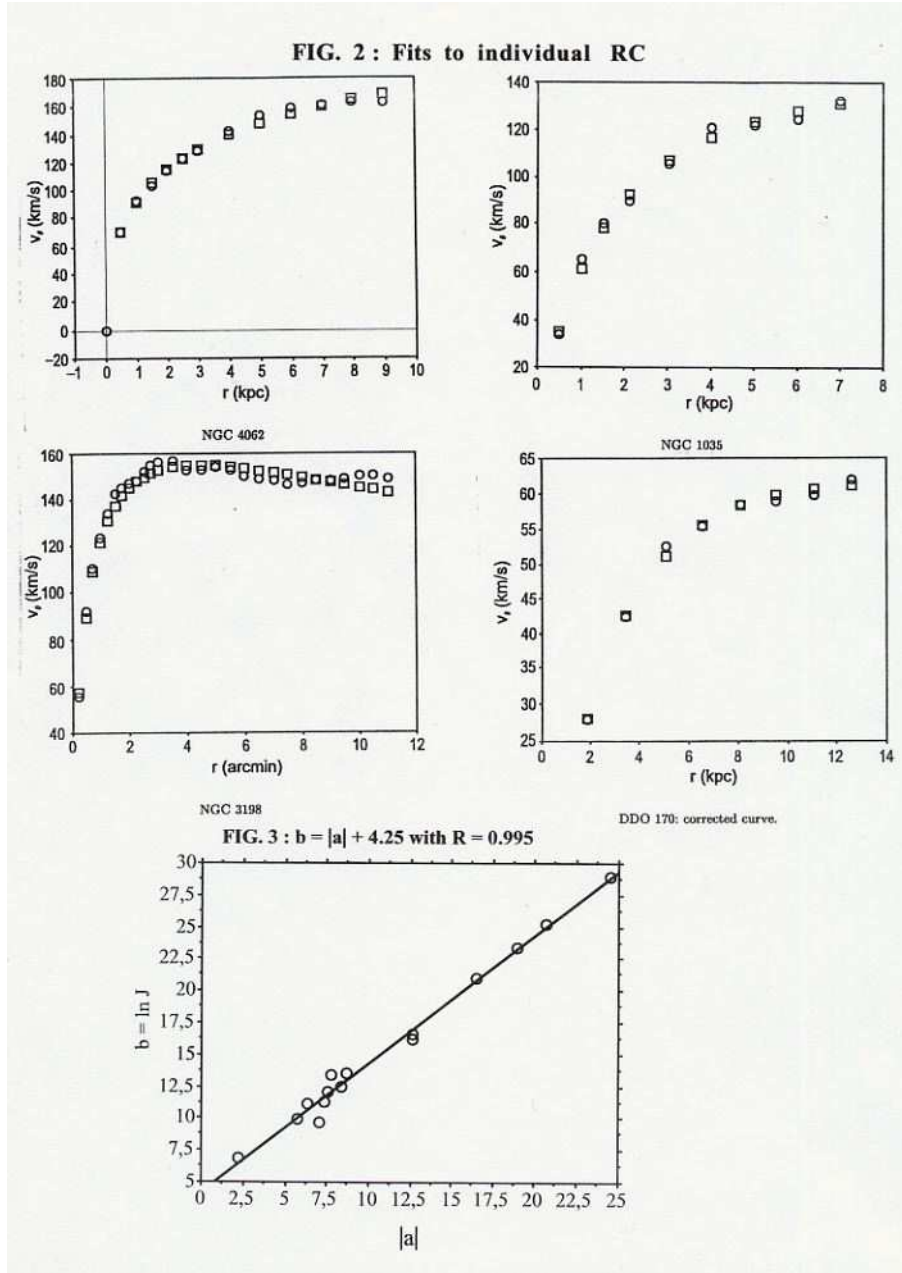 FIG. 2 : Fits to individual RC
180
160
140
120
100
80
60
40
20
0
–20
vφ (km/s)
–1 0 1 2 3 4 5 6 7 8 9 10
r (kpc)
NGC 4062
140
120
100
80
60
40
20
vφ (km/s)
0 1 2 3 4 5 6 7 8
r (kpc)
NGC 1035
160
140
120
100
80
60
40
vφ (km/s)
0 2 4 6 8 10 12
r (arcmin)
NGC 3198
65
60
55
50
45
40
35
30
25
vφ (km/s)
0 2 4 6 8 10 12 14
r (kpc)
DDO 170: corrected curve.
FIG. 3 : b = |a| + 4.25 with R = 0.995
30
27,5
25
22,5
20
17,5
15
12,5
10
7,5
5
b = ln J
0 2,5 5 7,5 10 12,5 15 17,5 20 22,5 25
|a|